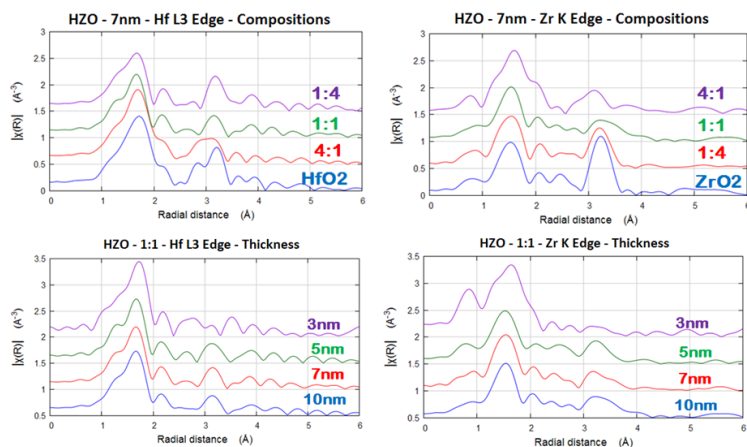 HZO - 7nm - Hf L3 Edge - Compositions
3
2.5
2
1.5
1
0.5
0
|χ(R)| (Å⁻³)
1:4
1:1
4:1
HfO2
0 1 2 3 4 5 6
Radial distance (Å)
HZO - 7nm - Zr K Edge - Compositions
3
2.5
2
1.5
1
0.5
0
|χ(R)| (Å⁻³)
4:1
1:1
1:4
ZrO2
0 1 2 3 4 5 6
Radial distance (Å)
HZO - 1:1 - Hf L3 Edge - Thickness
3.5
3
2.5
2
1.5
1
0.5
|χ(R)| (Å⁻³)
3nm
5nm
7nm
10nm
0 1 2 3 4 5 6
Radial distance (Å)
HZO - 1:1 - Zr K Edge - Thickness
3.5
3
2.5
2
1.5
1
0.5
|χ(R)| (Å⁻³)
3nm
5nm
7nm
10nm
0 1 2 3 4 5 6
Radial distance (Å)